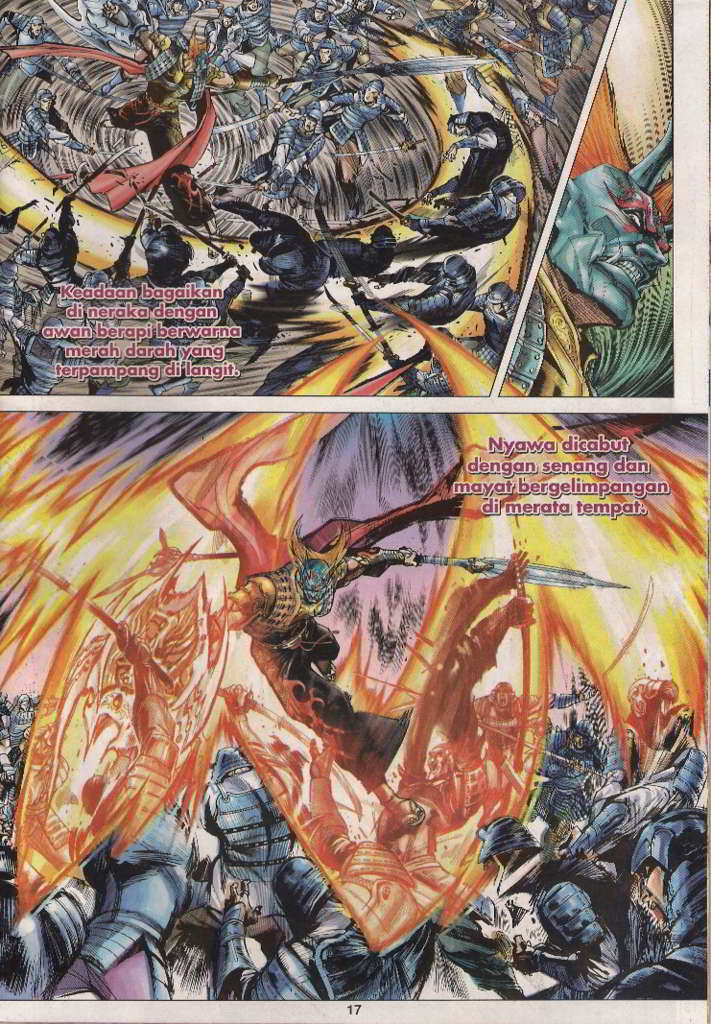 Keadaan bagaikan
di neraka dengan
awan berapi berwarna
merah darah yang
terpampang di langit.
Nyawa dicabut
dengan senang dan
mayat bergelimpangan
di merata tempat.
17